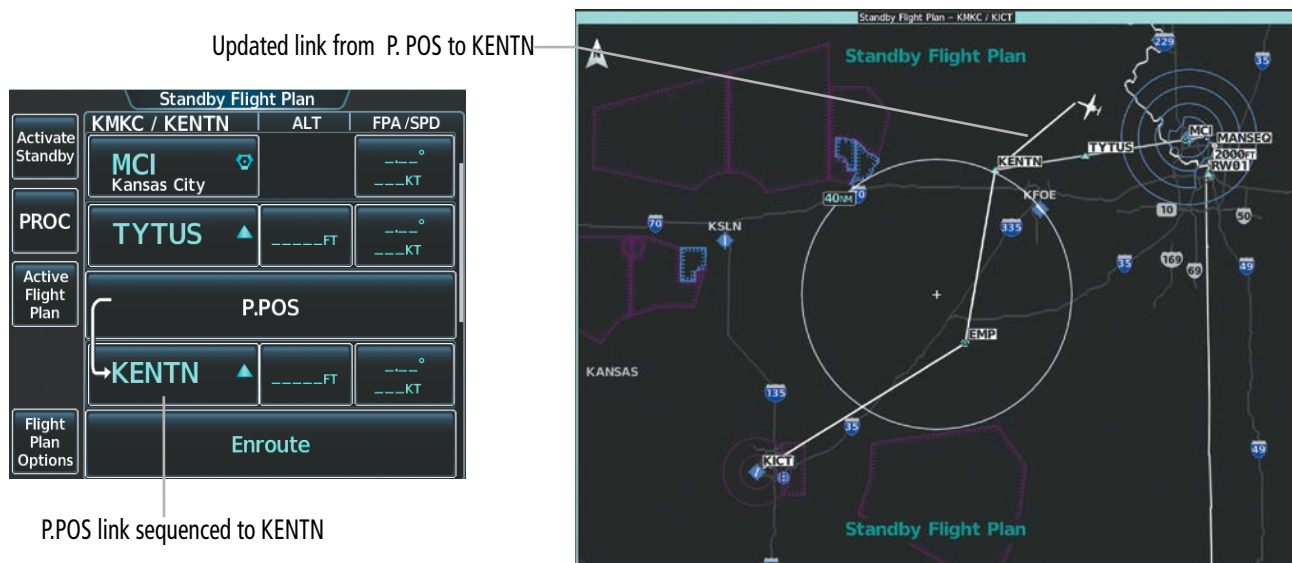 Updated link from P. POS to KENTN
Standby Flight Plan
KMKC / KENTN ALT FPA/SPD
Activate
Standby
MCI
Kansas City
_.__°
___KT
PROC
TYTUS
_____FT
_.__°
___KT
Active
Flight
Plan
P.POS
KENTN
_____FT
_.__°
___KT
Flight
Plan
Options
Enroute
P.POS link sequenced to KENTN
Standby Flight Plan – KMKC / KICT
N
Standby Flight Plan
229
35
MCI
MANSEQ
TYTUS
2000FT
RW01
KENTN
40NM
70
KFOE
10
50
70
KSLN
335
35
169
69
49
EMP
KANSAS
135
35
49
KICT
Standby Flight Plan